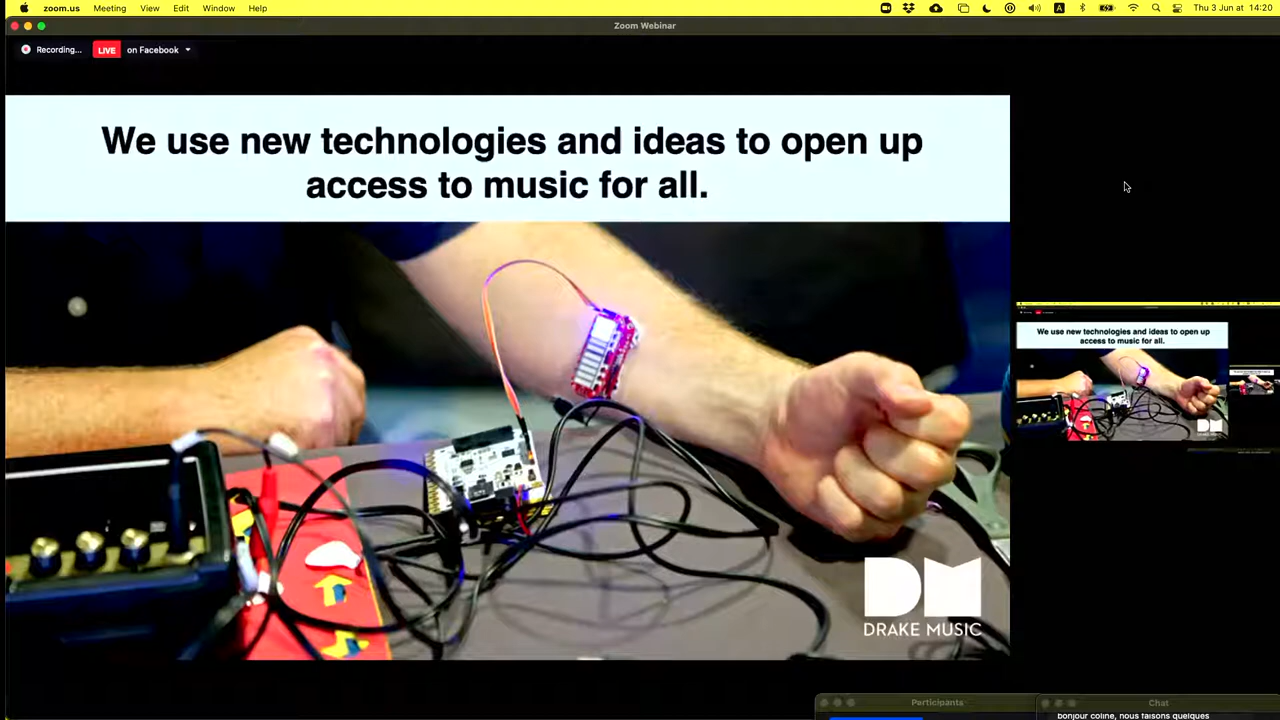 zoom.us Meeting View Edit Window Help
A
Thu 3 Jun at 14:20
Zoom Webinar
Recording...
LIVE on Facebook
We use new technologies and ideas to open up
access to music for all.
We use new technologies and ideas to open up
access to music for all.
DM
DRAKE MUSIC
Participants
Chat
bonjour coline, nous faisons quelques